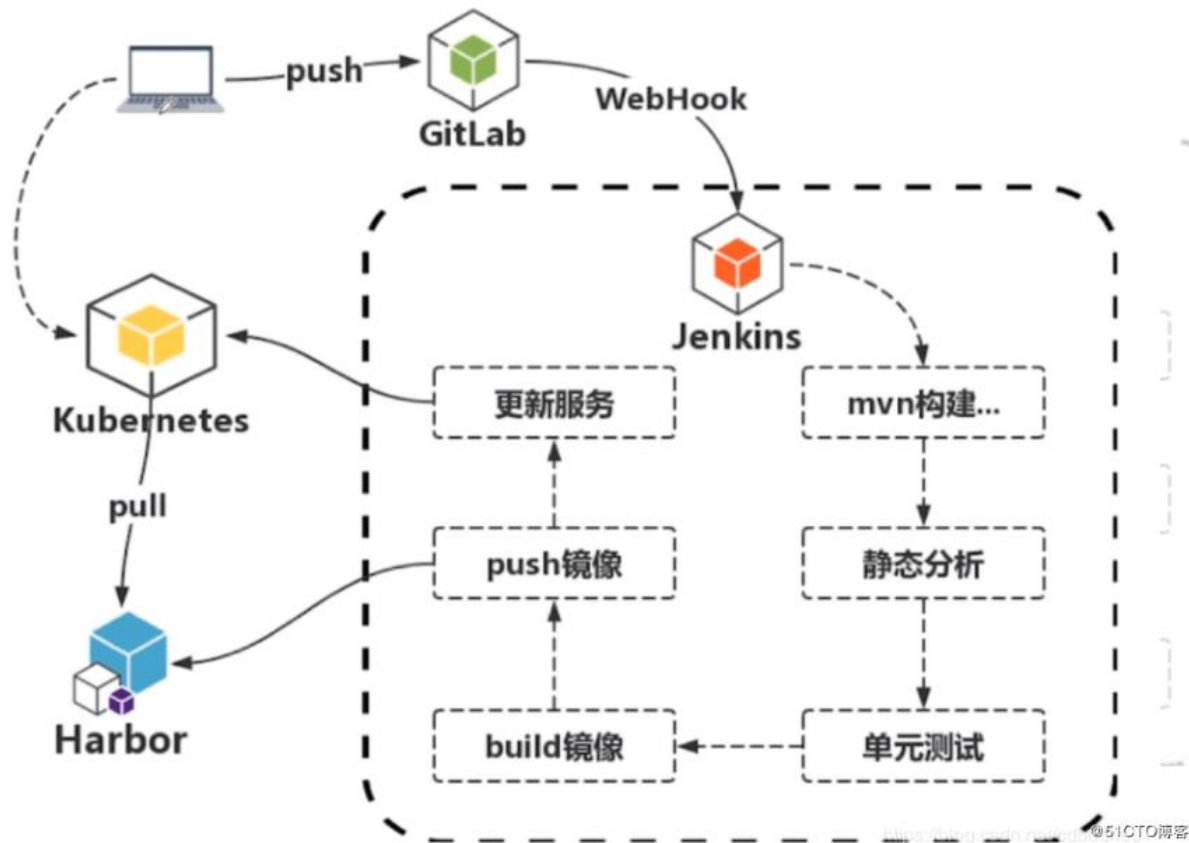 push
GitLab
WebHook
Jenkins
Kubernetes
更新服务
mvn构建...
pull
push镜像
静态分析
Harbor
build镜像
单元测试
@51CTO博客